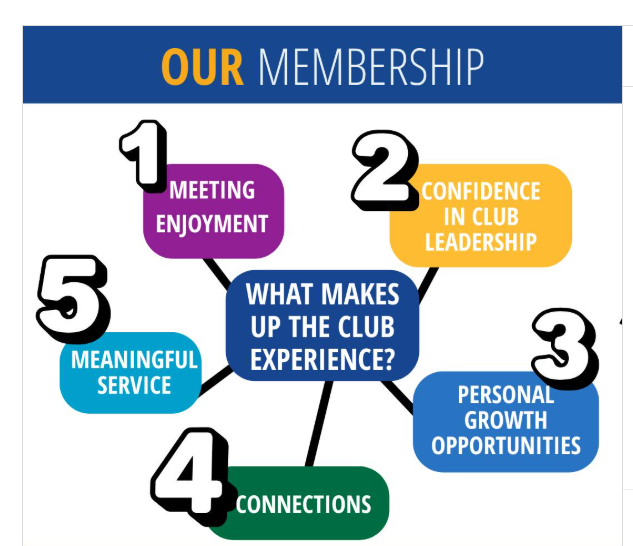 OUR MEMBERSHIP
1
MEETING
ENJOYMENT
2
CONFIDENCE
IN CLUB
LEADERSHIP
WHAT MAKES
UP THE CLUB
EXPERIENCE?
5
MEANINGFUL
SERVICE
3
PERSONAL
GROWTH
OPPORTUNITIES
4
CONNECTIONS